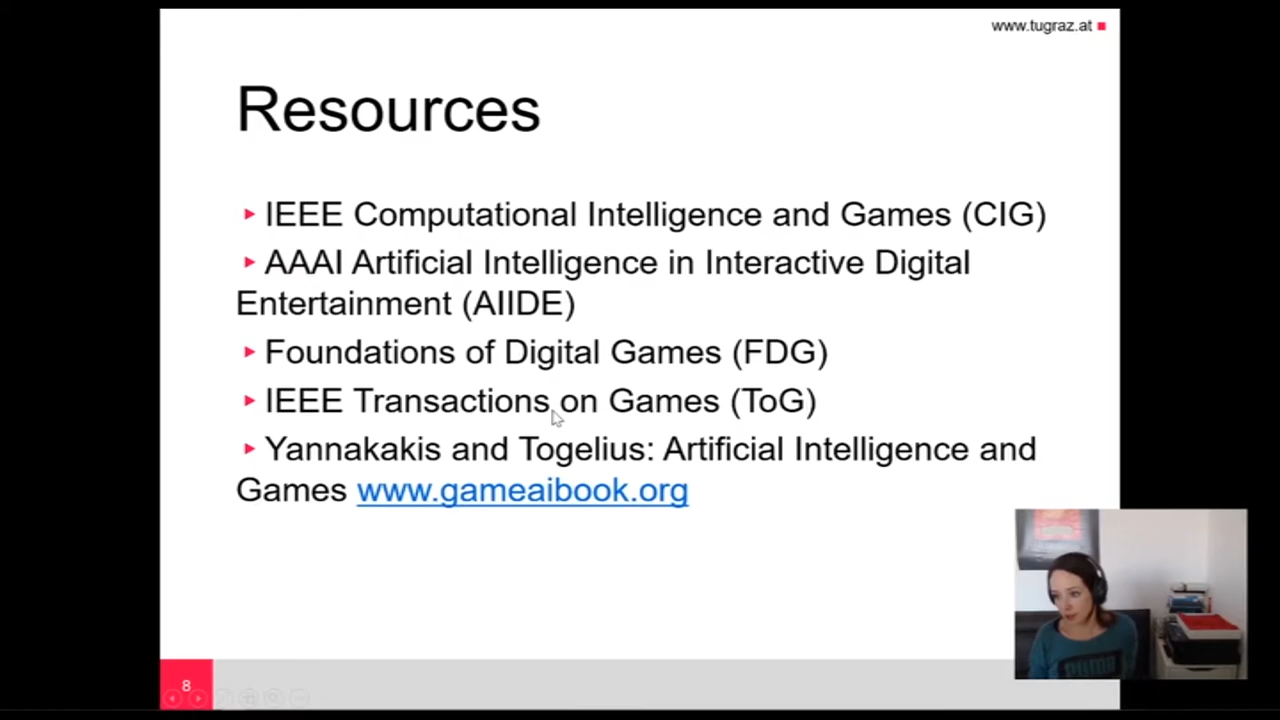 www.tugraz.at
Resources
IEEE Computational Intelligence and Games (CIG)
AAAI Artificial Intelligence in Interactive Digital
Entertainment (AIIDE)
Foundations of Digital Games (FDG)
IEEE Transactions on Games (ToG)
Yannakakis and Togelius: Artificial Intelligence and
Games www.gameaibook.org
PUMA
8